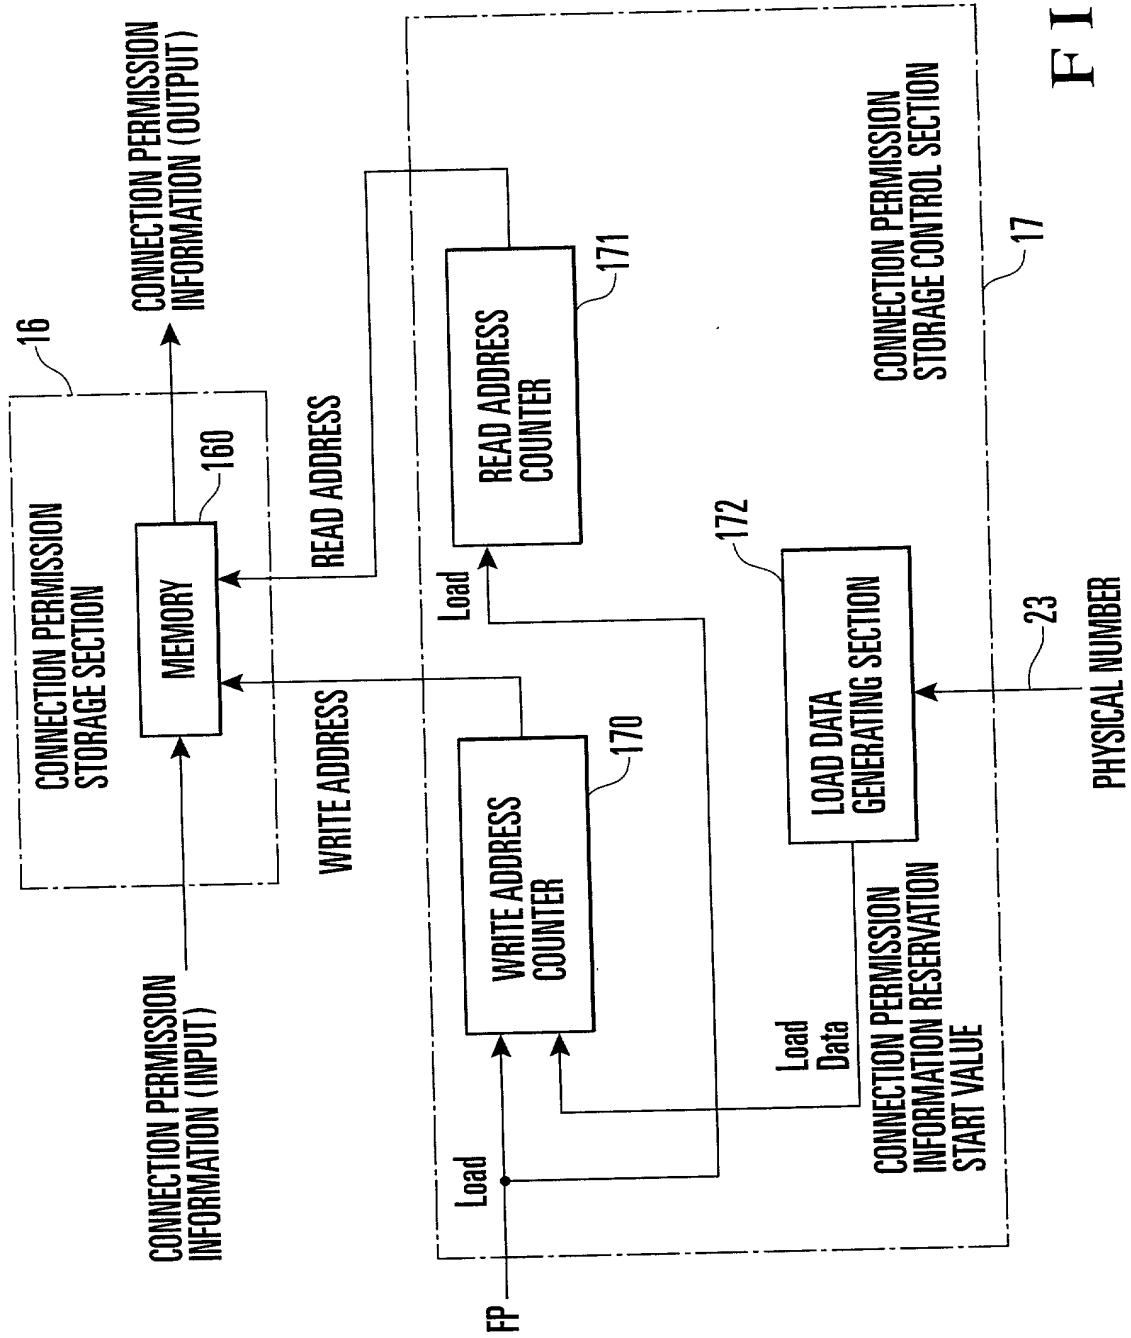 CONNECTION PERMISSION
INFORMATION (INPUT)
CONNECTION PERMISSION
STORAGE SECTION
16
MEMORY
160
CONNECTION PERMISSION
INFORMATION (OUTPUT)
WRITE ADDRESS
READ ADDRESS
FP
Load
WRITE ADDRESS
COUNTER
170
Load
READ ADDRESS
COUNTER
171
Load
Data
LOAD DATA
GENERATING SECTION
172
CONNECTION PERMISSION
INFORMATION RESERVATION
START VALUE
CONNECTION PERMISSION
STORAGE CONTROL SECTION
17
23
PHYSICAL NUMBER
F I